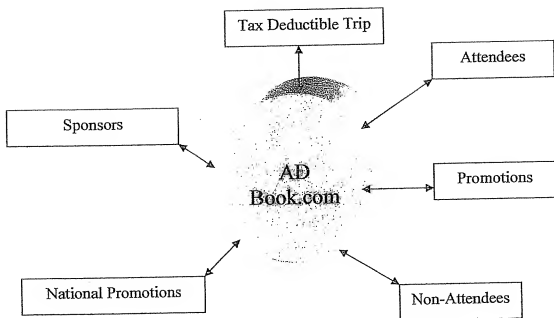 Tax Deductible Trip
Attendees
Sponsors
AD
Book.com
Promotions
National Promotions
Non-Attendees